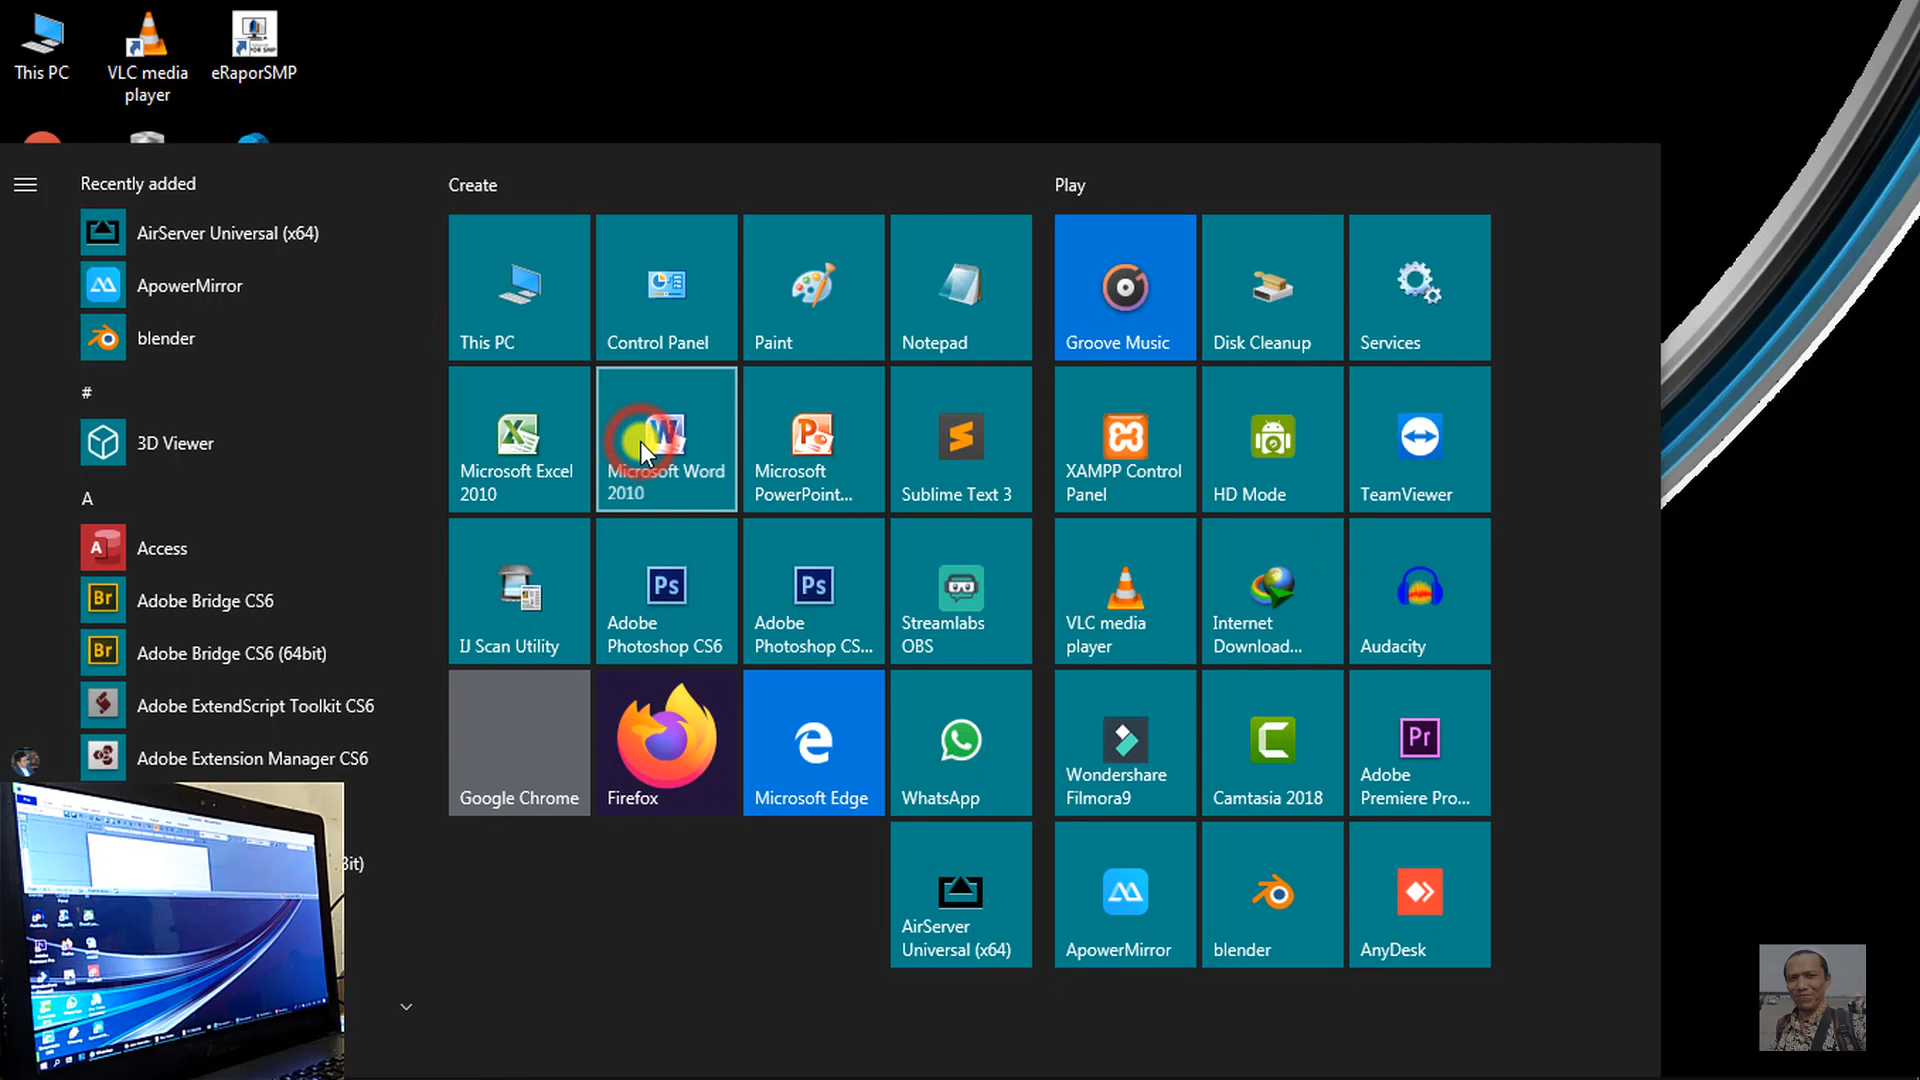 This PC
VLC media
player
eRaporSMP
Recently added
AirServer Universal (x64)
ApowerMirror
blender
#
3D Viewer
A
Access
Adobe Bridge CS6
Adobe Bridge CS6 (64bit)
Adobe ExtendScript Toolkit CS6
Adobe Extension Manager CS6
Create
This PC
Control Panel
Paint
Notepad
Microsoft Excel
2010
Microsoft Word
2010
Microsoft
PowerPoint...
Sublime Text 3
IJ Scan Utility
Adobe
Photoshop CS6
Adobe
Photoshop CS...
Streamlabs
OBS
Google Chrome
Firefox
Microsoft Edge
WhatsApp
AirServer
Universal (x64)
Play
Groove Music
Disk Cleanup
Services
XAMPP Control
Panel
HD Mode
TeamViewer
VLC media
player
Internet
Download...
Audacity
Wondershare
Filmora9
Camtasia 2018
Adobe
Premiere Pro...
ApowerMirror
blender
AnyDesk